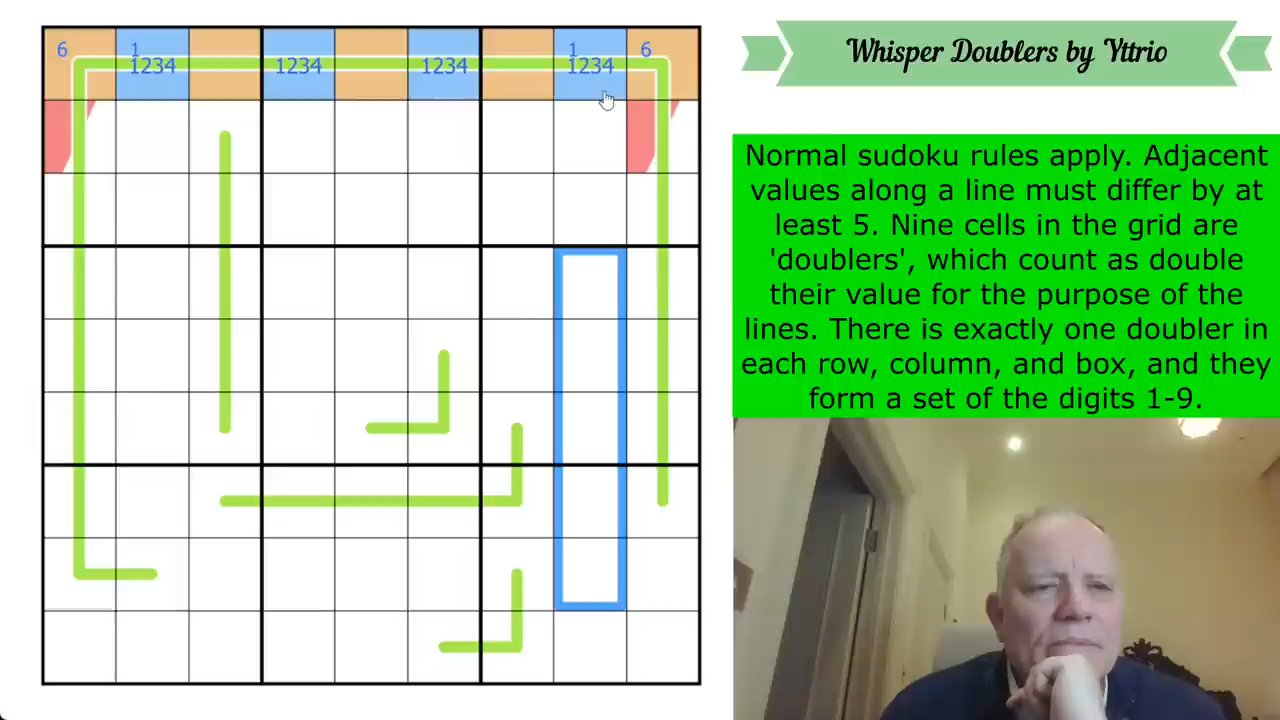 Whisper Doublers by Yttrio
6 1 1 6
1234 1234 1234 1234
Normal sudoku rules apply. Adjacent
values along a line must differ by at
least 5. Nine cells in the grid are
'doublers', which count as double
their value for the purpose of the
lines. There is exactly one doubler in
each row, column, and box, and they
form a set of the digits 1-9.